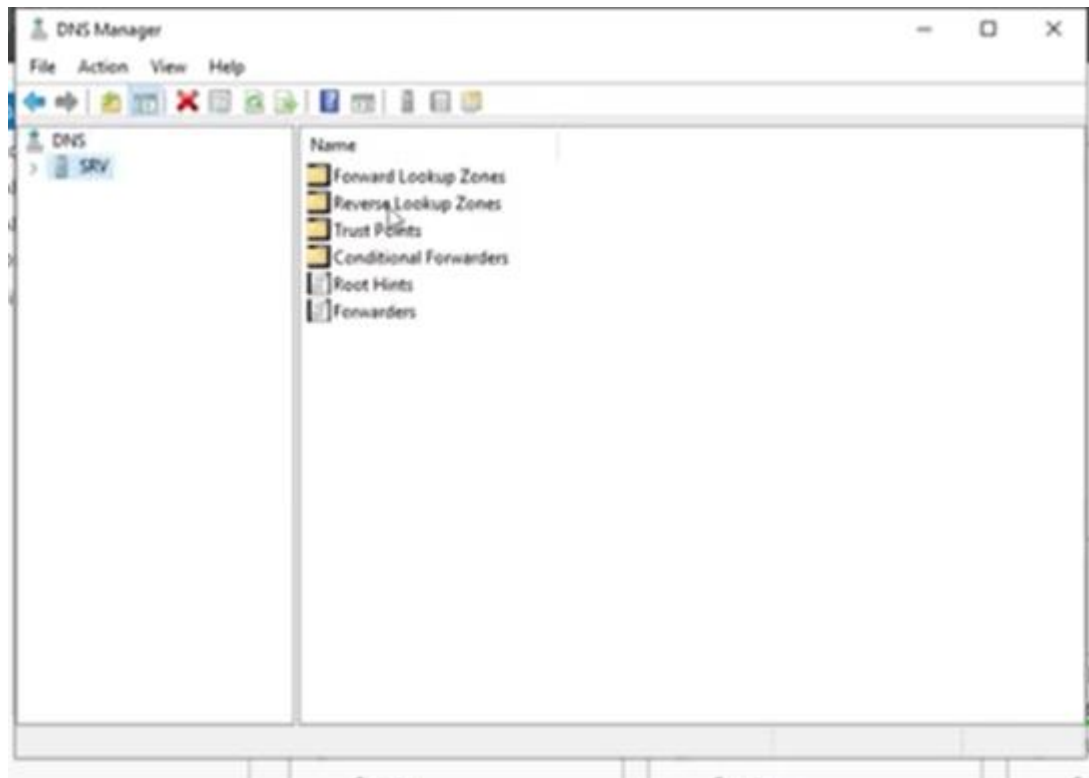 DNS Manager
File Action View Help
DNS
SRV
Name
Forward Lookup Zones
Reverse Lookup Zones
Trust Points
Conditional Forwarders
Root Hints
Forwarders